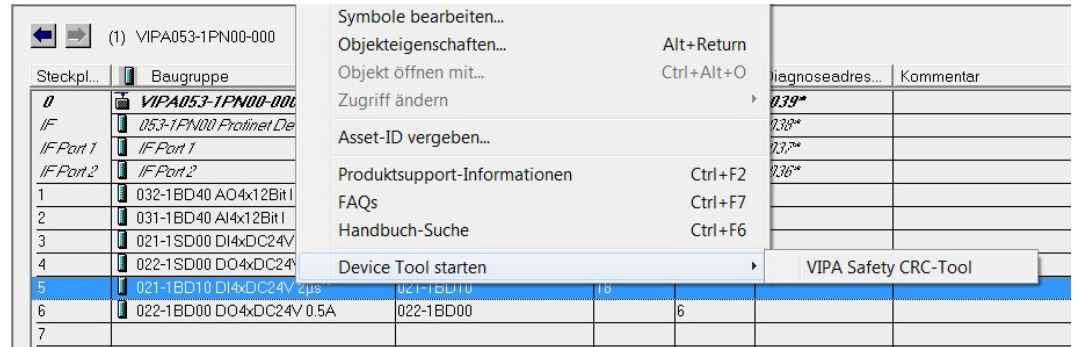 (1) VIPA053-1PN00-000
Symbole bearbeiten...
Objekteigenschaften... Alt+Return
Objekt öffnen mit... Ctrl+Alt+O
Zugriff ändern
Asset-ID vergeben...
Produktsupport-Informationen Ctrl+F2
FAQs Ctrl+F7
Handbuch-Suche Ctrl+F6
Device Tool starten
VIPA Safety CRC-Tool
Steckpl... Baugruppe Diagnoseadres... Kommentar
0 VIPA053-1PN00-000 039*
IF 053-1PN00 Profinet De 038*
IF Port 1 IF Port 1 037*
IF Port 2 IF Port 2 036*
1 032-1BD40 AO4x12Bit I
2 031-1BD40 AI4x12Bit I
3 021-1SD00 DI4xDC24V
4 022-1SD00 DO4xDC24V
5 021-1BD10 DI4xDC24V 2µs 021-1BD10 18
6 022-1BD00 DO4xDC24V 0.5A 022-1BD00 6
7